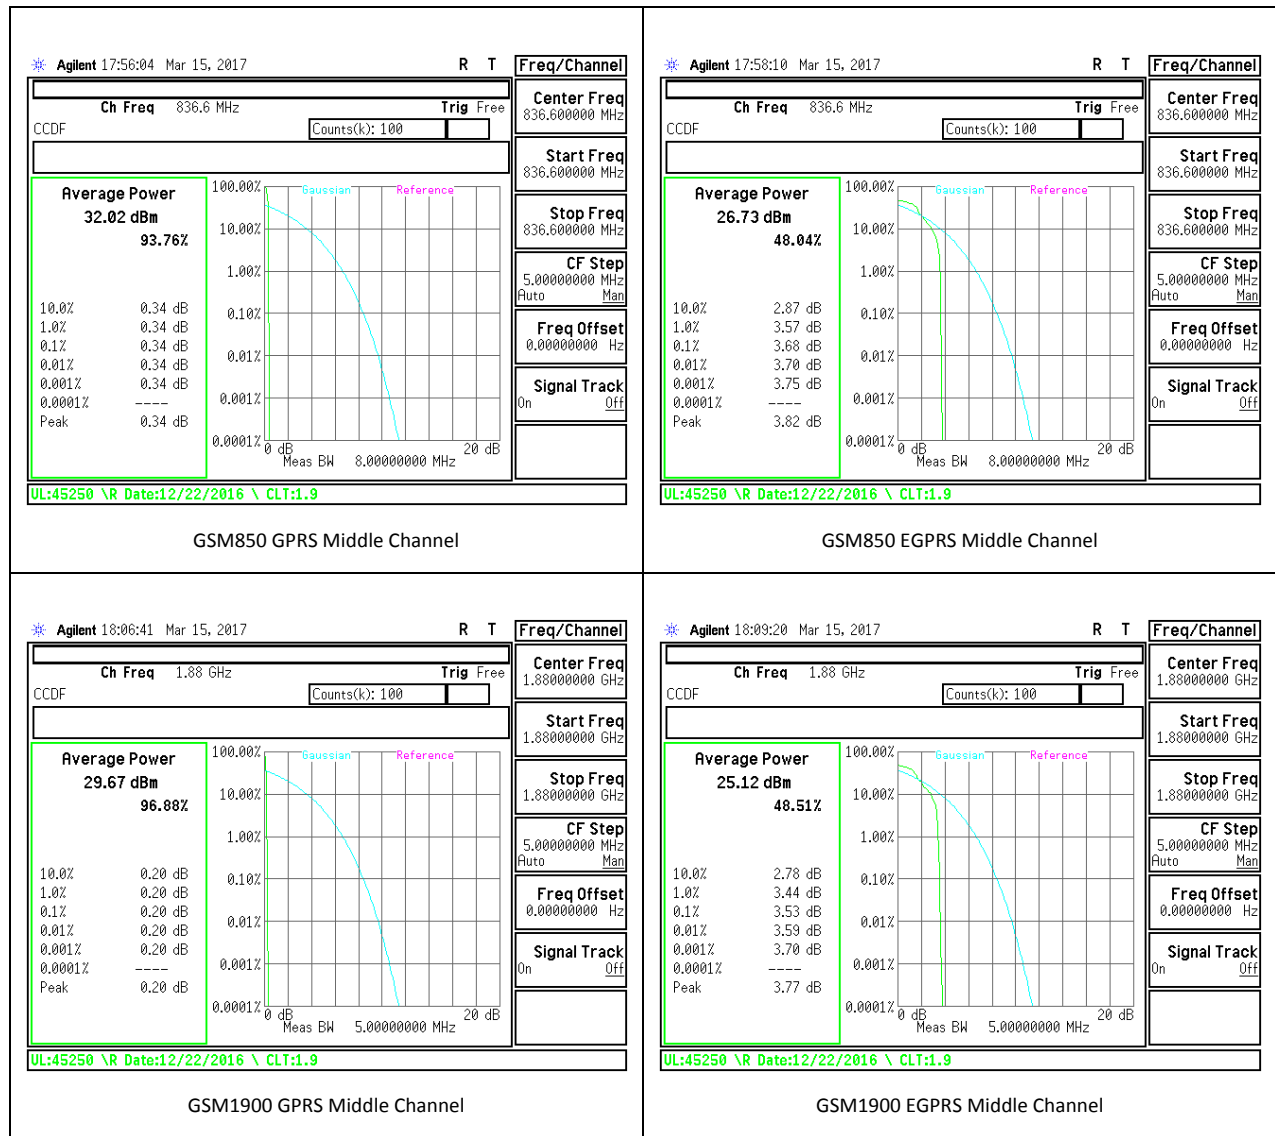 Agilent 17:56:04 Mar 15, 2017 R T Freq/Channel
Ch Freq 836.6 MHz Trig Free
CCDF Counts(k): 100
Average Power
32.02 dBm
93.76%
10.0% 0.34 dB
1.0% 0.34 dB
0.1% 0.34 dB
0.01% 0.34 dB
0.001% 0.34 dB
0.0001% ----
Peak 0.34 dB
Gaussian Reference
100.00%
10.00%
1.00%
0.10%
0.01%
0.001%
0.0001%
0 dB 20 dB
Meas BW 8.00000000 MHz
Center Freq
836.600000 MHz
Start Freq
836.600000 MHz
Stop Freq
836.600000 MHz
CF Step
5.00000000 MHz
Auto Man
Freq Offset
0.00000000 Hz
Signal Track
On Off
UL:45250 \R Date:12/22/2016 \ CLT:1.9
GSM850 GPRS Middle Channel
Agilent 17:58:10 Mar 15, 2017 R T Freq/Channel
Ch Freq 836.6 MHz Trig Free
CCDF Counts(k): 100
Average Power
26.73 dBm
48.04%
10.0% 2.87 dB
1.0% 3.57 dB
0.1% 3.68 dB
0.01% 3.70 dB
0.001% 3.75 dB
0.0001% ----
Peak 3.82 dB
Gaussian Reference
100.00%
10.00%
1.00%
0.10%
0.01%
0.001%
0.0001%
0 dB 20 dB
Meas BW 8.00000000 MHz
Center Freq
836.600000 MHz
Start Freq
836.600000 MHz
Stop Freq
836.600000 MHz
CF Step
5.00000000 MHz
Auto Man
Freq Offset
0.00000000 Hz
Signal Track
On Off
UL:45250 \R Date:12/22/2016 \ CLT:1.9
GSM850 EGPRS Middle Channel
Agilent 18:06:41 Mar 15, 2017 R T Freq/Channel
Ch Freq 1.88 GHz Trig Free
CCDF Counts(k): 100
Average Power
29.67 dBm
96.88%
10.0% 0.20 dB
1.0% 0.20 dB
0.1% 0.20 dB
0.01% 0.20 dB
0.001% 0.20 dB
0.0001% ----
Peak 0.20 dB
Gaussian Reference
100.00%
10.00%
1.00%
0.10%
0.01%
0.001%
0.0001%
0 dB 20 dB
Meas BW 5.00000000 MHz
Center Freq
1.88000000 GHz
Start Freq
1.88000000 GHz
Stop Freq
1.88000000 GHz
CF Step
5.00000000 MHz
Auto Man
Freq Offset
0.00000000 Hz
Signal Track
On Off
UL:45250 \R Date:12/22/2016 \ CLT:1.9
GSM1900 GPRS Middle Channel
Agilent 18:09:20 Mar 15, 2017 R T Freq/Channel
Ch Freq 1.88 GHz Trig Free
CCDF Counts(k): 100
Average Power
25.12 dBm
48.51%
10.0% 2.78 dB
1.0% 3.44 dB
0.1% 3.53 dB
0.01% 3.59 dB
0.001% 3.70 dB
0.0001% ----
Peak 3.77 dB
Gaussian Reference
100.00%
10.00%
1.00%
0.10%
0.01%
0.001%
0.0001%
0 dB 20 dB
Meas BW 5.00000000 MHz
Center Freq
1.88000000 GHz
Start Freq
1.88000000 GHz
Stop Freq
1.88000000 GHz
CF Step
5.00000000 MHz
Auto Man
Freq Offset
0.00000000 Hz
Signal Track
On Off
UL:45250 \R Date:12/22/2016 \ CLT:1.9
GSM1900 EGPRS Middle Channel